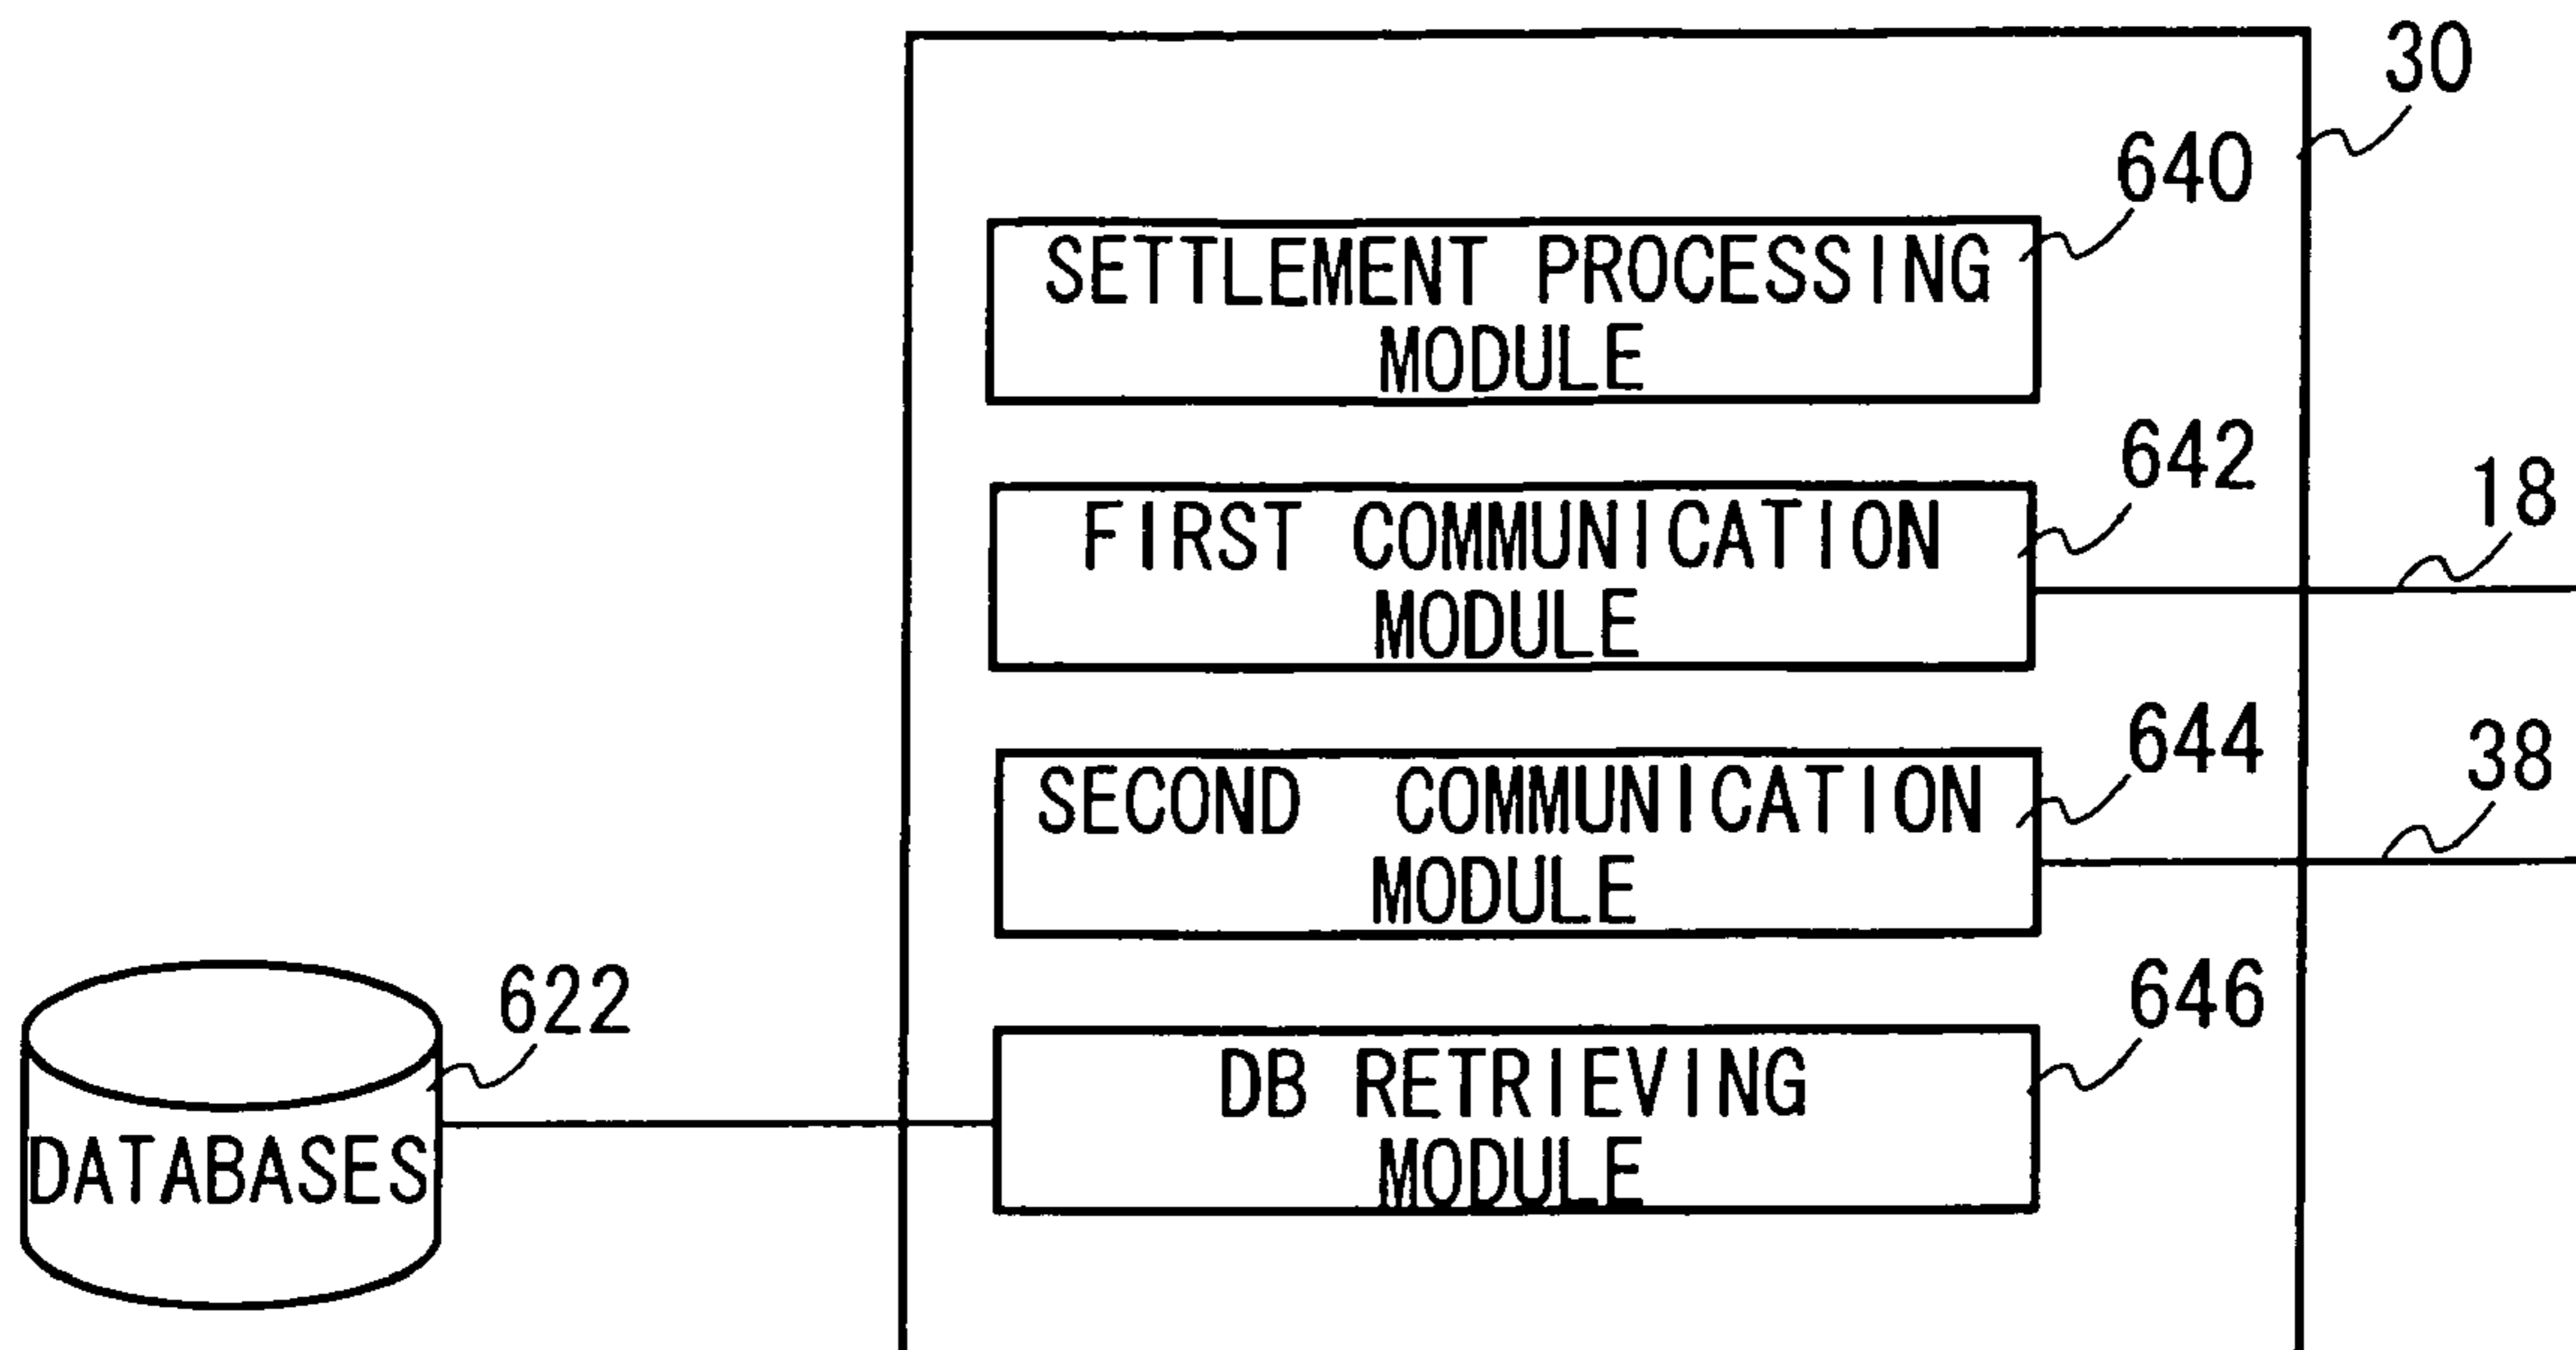 30
640
SETTLEMENT PROCESSING
MODULE
642
FIRST COMMUNICATION
MODULE
18
644
SECOND COMMUNICATION
MODULE
38
622
DATABASES
646
DB RETRIEVING
MODULE